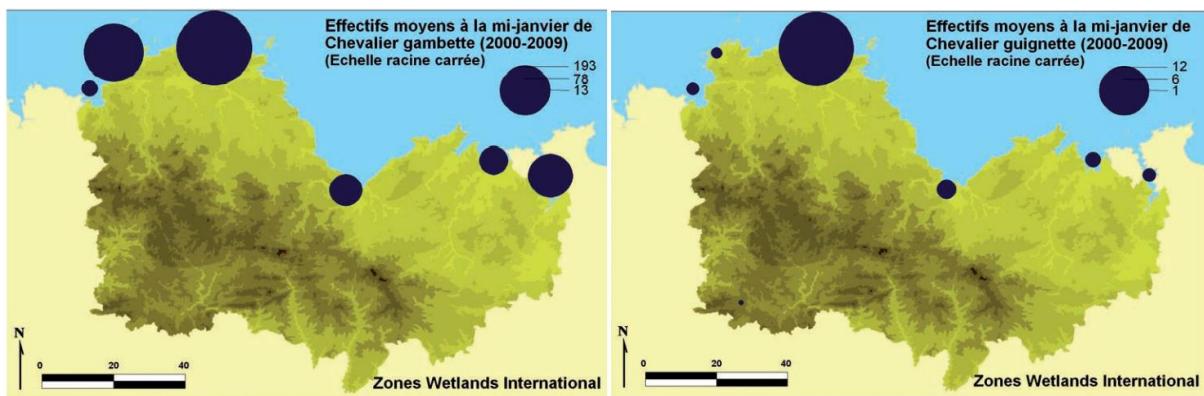 Effectifs moyens à la mi-janvier de
Chevalier gambette (2000-2009)
(Echelle racine carrée)
193
78
13
N
0 20 40
Zones Wetlands International
Effectifs moyens à la mi-janvier de
Chevalier guignette (2000-2009)
(Echelle racine carrée)
12
6
1
N
0 20 40
Zones Wetlands International